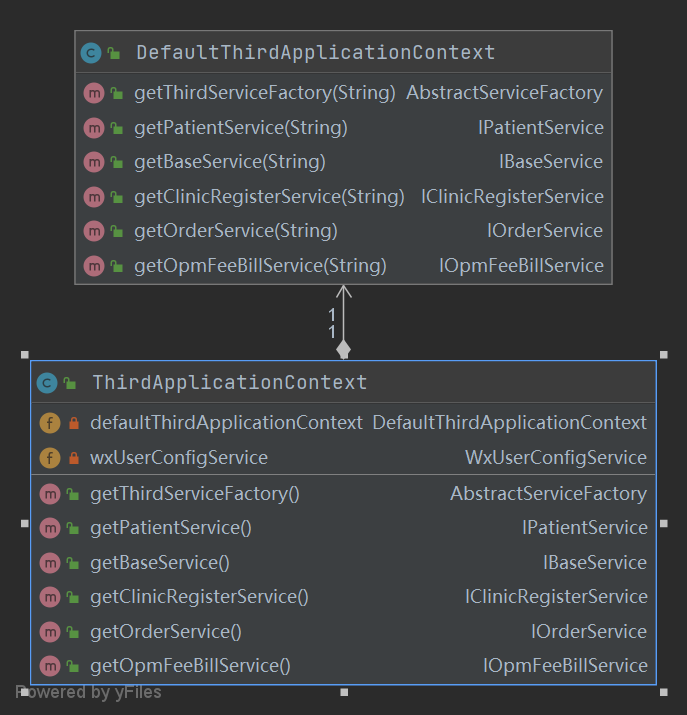 C DefaultThirdApplicationContext
m getThirdServiceFactory(String) AbstractServiceFactory
m getPatientService(String) IPatientService
m getBaseService(String) IBaseService
m getClinicRegisterService(String) IClinicRegisterService
m getOrderService(String) IOrderService
m getOpmFeeBillService(String) IOpmFeeBillService
1
1
C ThirdApplicationContext
f defaultThirdApplicationContext DefaultThirdApplicationContext
f wxUserConfigService WxUserConfigService
m getThirdServiceFactory() AbstractServiceFactory
m getPatientService() IPatientService
m getBaseService() IBaseService
m getClinicRegisterService() IClinicRegisterService
m getOrderService() IOrderService
m getOpmFeeBillService() IOpmFeeBillService
Powered by yFiles